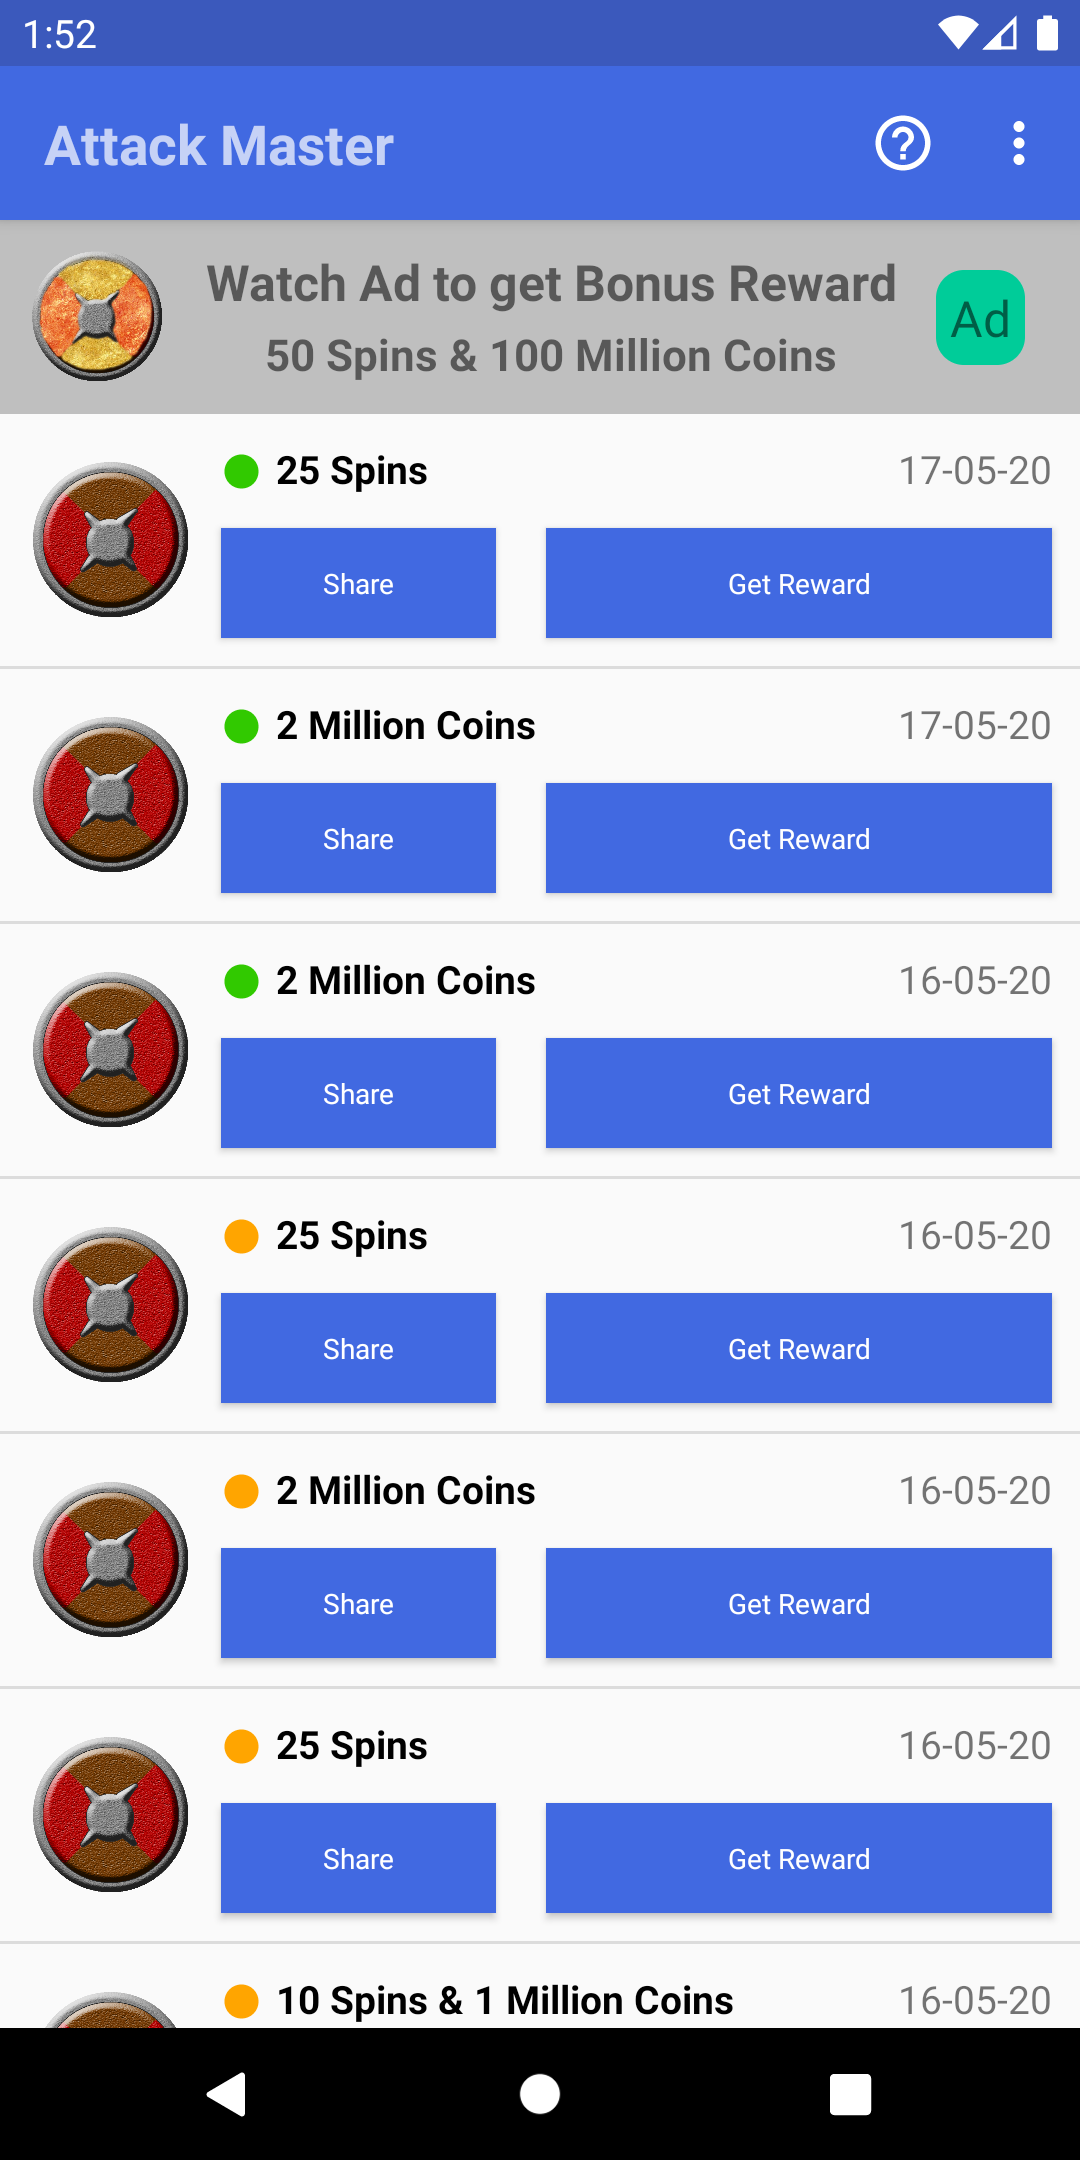 1:52
Attack Master
Watch Ad to get Bonus Reward
50 Spins & 100 Million Coins
Ad
25 Spins
17-05-20
Share
Get Reward
2 Million Coins
17-05-20
Share
Get Reward
2 Million Coins
16-05-20
Share
Get Reward
25 Spins
16-05-20
Share
Get Reward
2 Million Coins
16-05-20
Share
Get Reward
25 Spins
16-05-20
Share
Get Reward
10 Spins & 1 Million Coins
16-05-20